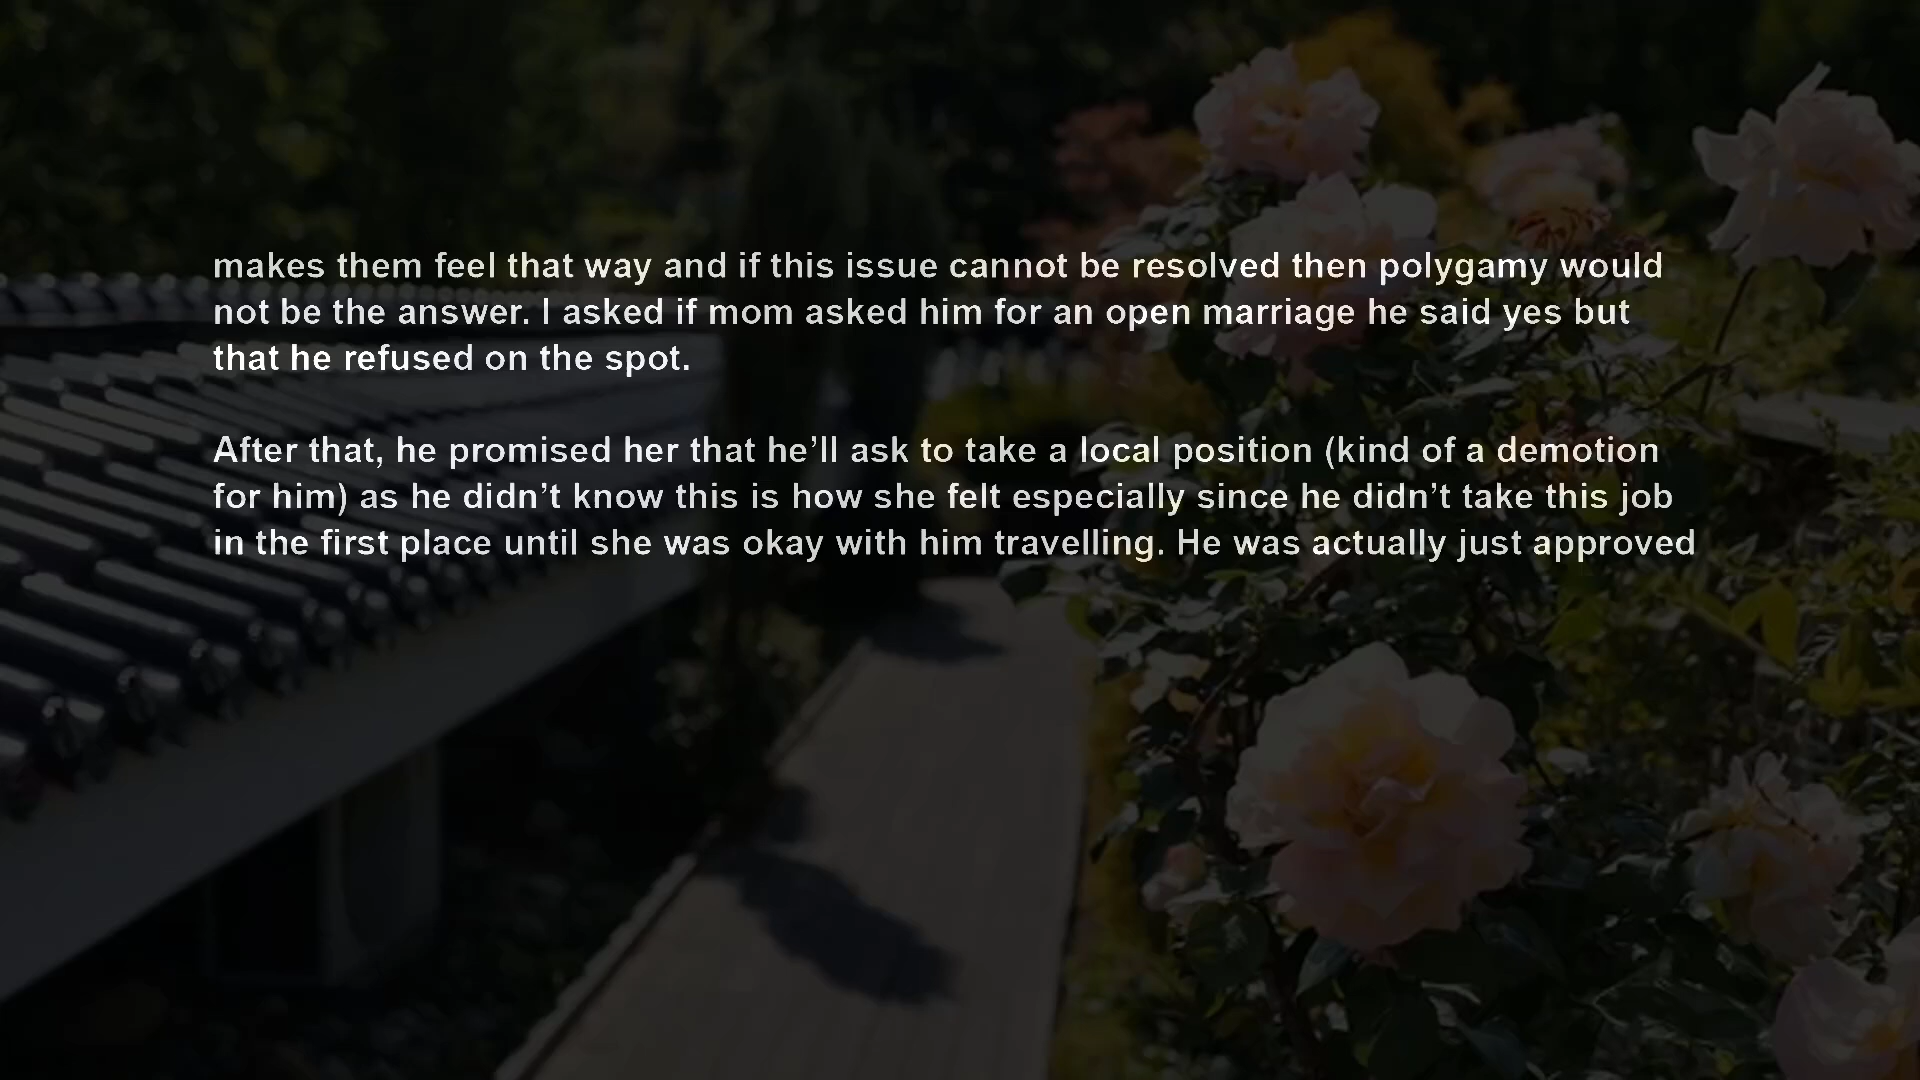 makes them feel that way and if this issue cannot be resolved then polygamy would
not be the answer. I asked if mom asked him for an open marriage he said yes but
that he refused on the spot.
After that, he promised her that he’ll ask to take a local position (kind of a demotion
for him) as he didn’t know this is how she felt especially since he didn’t take this job
in the first place until she was okay with him travelling. He was actually just approved